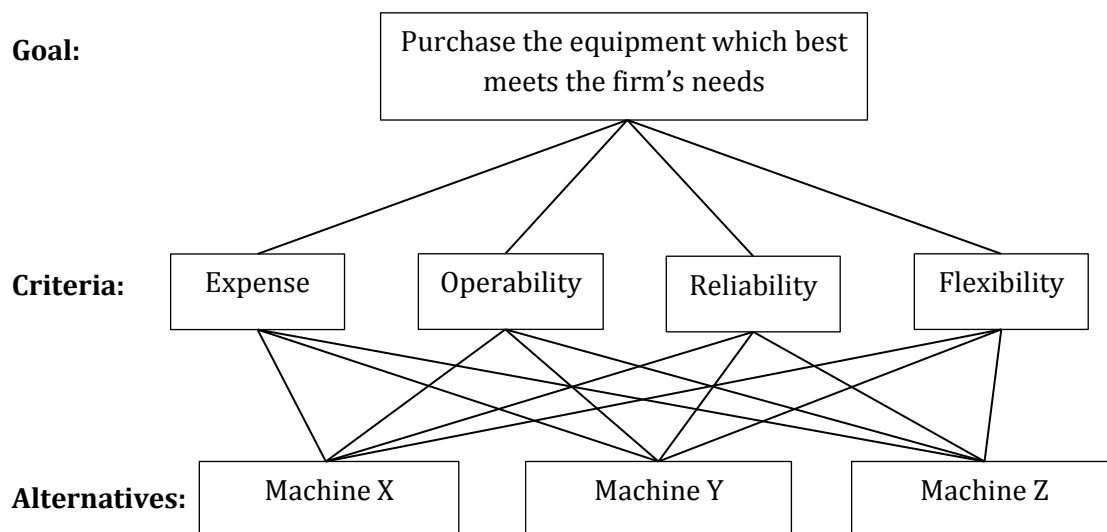 Goal:
Purchase the equipment which best
meets the firm’s needs
Criteria:
Expense
Operability
Reliability
Flexibility
Alternatives:
Machine X
Machine Y
Machine Z